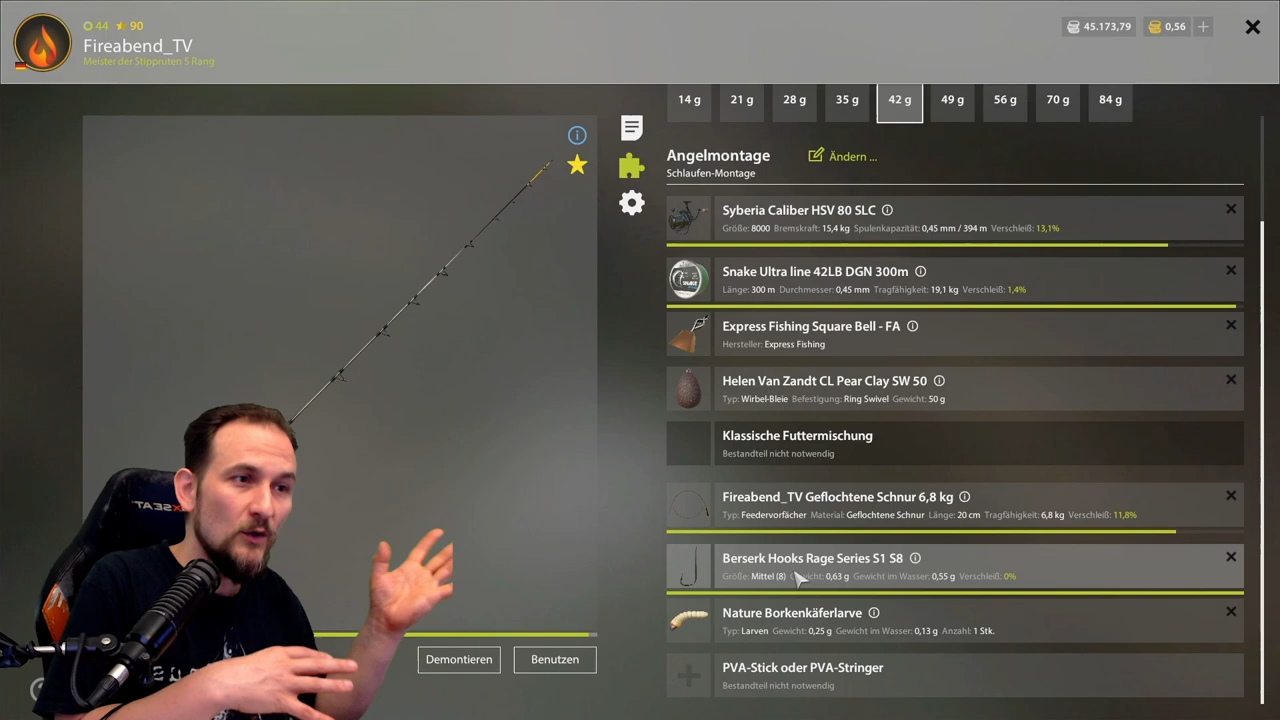 44 90
Fireabend_TV
Meister der Stippruten 5 Rang
45.173,79 0,56
14 g 21 g 28 g 35 g 42 g 49 g 56 g 70 g 84 g
Angelmontage Ändern ...
Schlaufen-Montage
Syberia Caliber HSV 80 SLC
Größe: 8000 Bremskraft: 15,4 kg Spulenkapazität: 0,45 mm / 394 m Verschleiß: 13,1%
Snake Ultra line 42LB DGN 300m
Länge: 300 m Durchmesser: 0,45 mm Tragfähigkeit: 19,1 kg Verschleiß: 1,4%
Express Fishing Square Bell - FA
Hersteller: Express Fishing
Helen Van Zandt CL Pear Clay SW 50
Typ: Wirbel-Bleie Befestigung: Ring Swivel Gewicht: 50 g
Klassische Futtermischung
Bestandteil nicht notwendig
Fireabend_TV Geflochtene Schnur 6,8 kg
Typ: Feedervorfächer Material: Geflochtene Schnur Länge: 20 cm Tragfähigkeit: 6,8 kg Verschleiß: 11,8%
Berserk Hooks Rage Series S1 S8
Größe: Mittel (8) 0,63 g Gewicht im Wasser: 0,55 g Verschleiß: 0%
Nature Borkenkäferlarve
Typ: Larven Gewicht: 0,25 g Gewicht im Wasser: 0,13 g Anzahl: 1 Stk.
PVA-Stick oder PVA-Stringer
Bestandteil nicht notwendig
Demontieren Benutzen